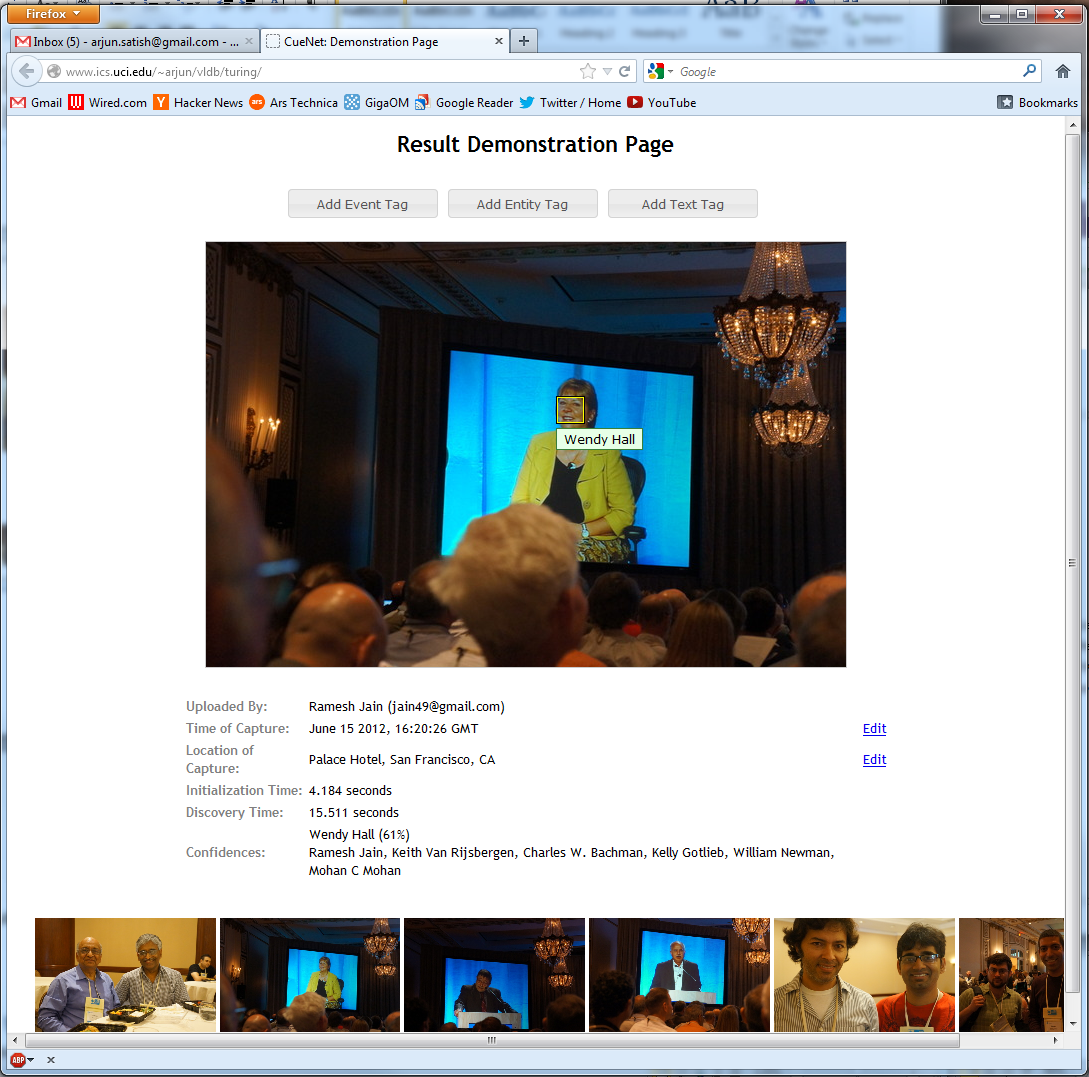 Firefox
Inbox (5) - arjun.satish@gmail.com - ...
CueNet: Demonstration Page
www.ics.uci.edu/~arjun/vldb/turing/
Google
Gmail
Wired.com
Hacker News
ars
Ars Technica
GigaOM
Google Reader
Twitter / Home
YouTube
Bookmarks
Result Demonstration Page
Add Event Tag
Add Entity Tag
Add Text Tag
Wendy Hall
Uploaded By: Ramesh Jain (jain49@gmail.com)
Time of Capture: June 15 2012, 16:20:26 GMT Edit
Location of
Capture: Palace Hotel, San Francisco, CA Edit
Initialization Time: 4.184 seconds
Discovery Time: 15.511 seconds
Wendy Hall (61%)
Confidences: Ramesh Jain, Keith Van Rijsbergen, Charles W. Bachman, Kelly Gotlieb, William Newman,
Mohan C Mohan
ABP